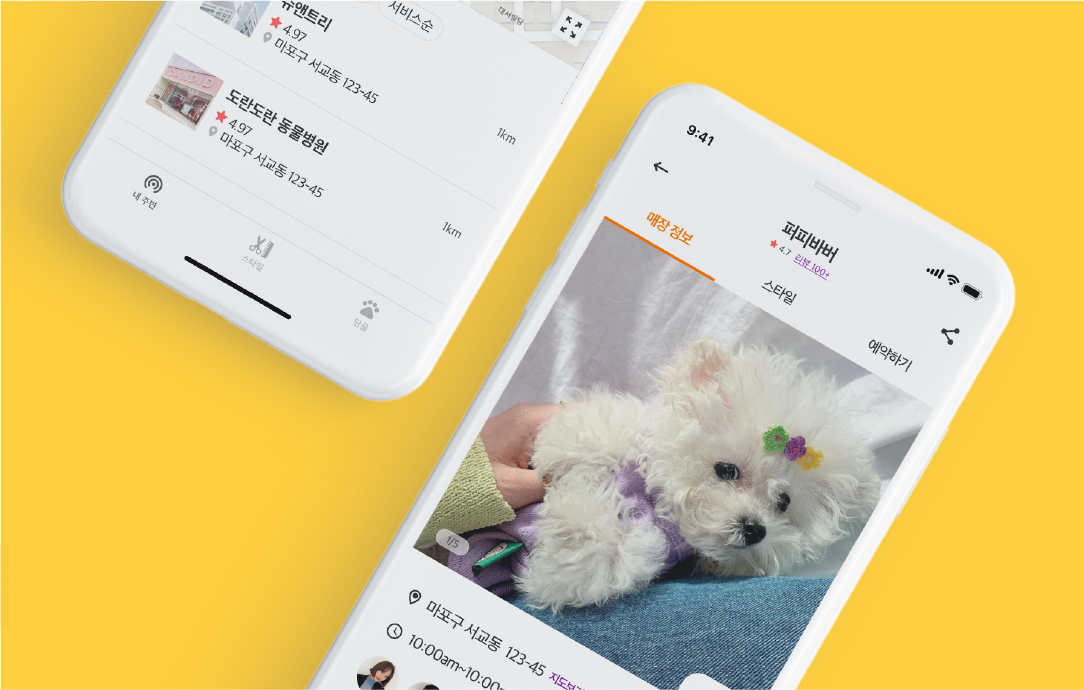 유앤트리
서비스순
대서빌딩
4.97
마포구 서교동 123-45
1km
도란도란 동물병원
4.97
마포구 서교동 123-45
1km
내 주변
스타일
단골
9:41
퍼피바버
4.7 리뷰 100+
매장 정보
스타일
예약하기
1/5
마포구 서교동 123-45 지도보기
10:00am~10:00